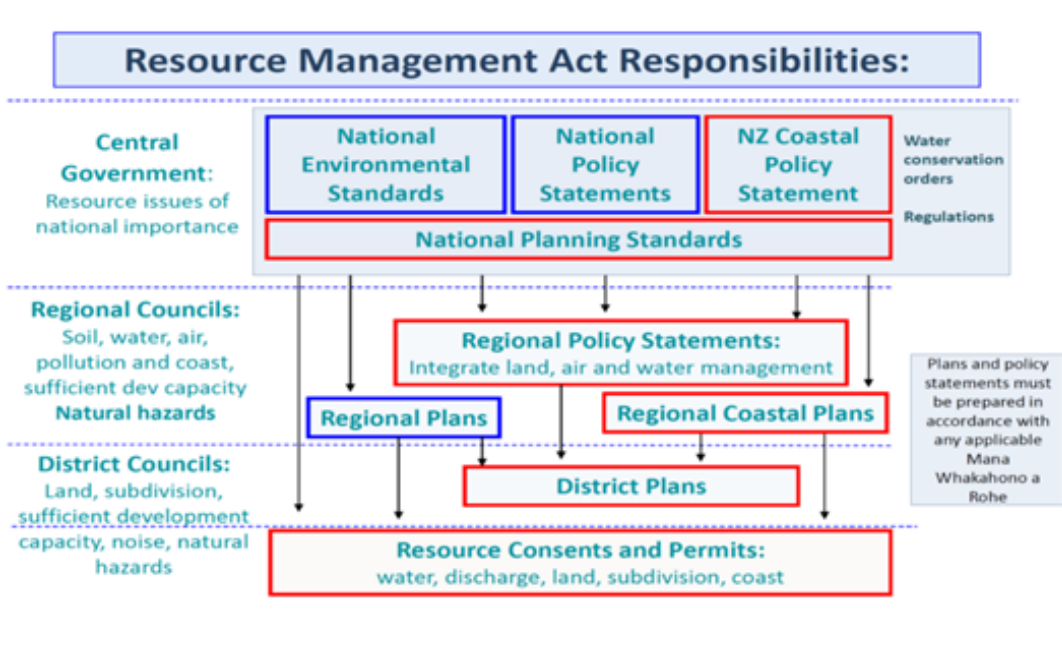 Resource Management Act Responsibilities:
Central
Government:
Resource issues of
national importance
National
Environmental
Standards
National
Policy
Statements
NZ Coastal
Policy
Statement
Water
conservation
orders
Regulations
National Planning Standards
Regional Councils:
Soil, water, air,
pollution and coast,
sufficient dev capacity
Natural hazards
Regional Policy Statements:
Integrate land, air and water management
Regional Plans
Regional Coastal Plans
Plans and policy
statements must
be prepared in
accordance with
any applicable
Mana
Whakahono a
Rohe
District Councils:
Land, subdivision,
sufficient development
capacity, noise, natural
hazards
District Plans
Resource Consents and Permits:
water, discharge, land, subdivision, coast